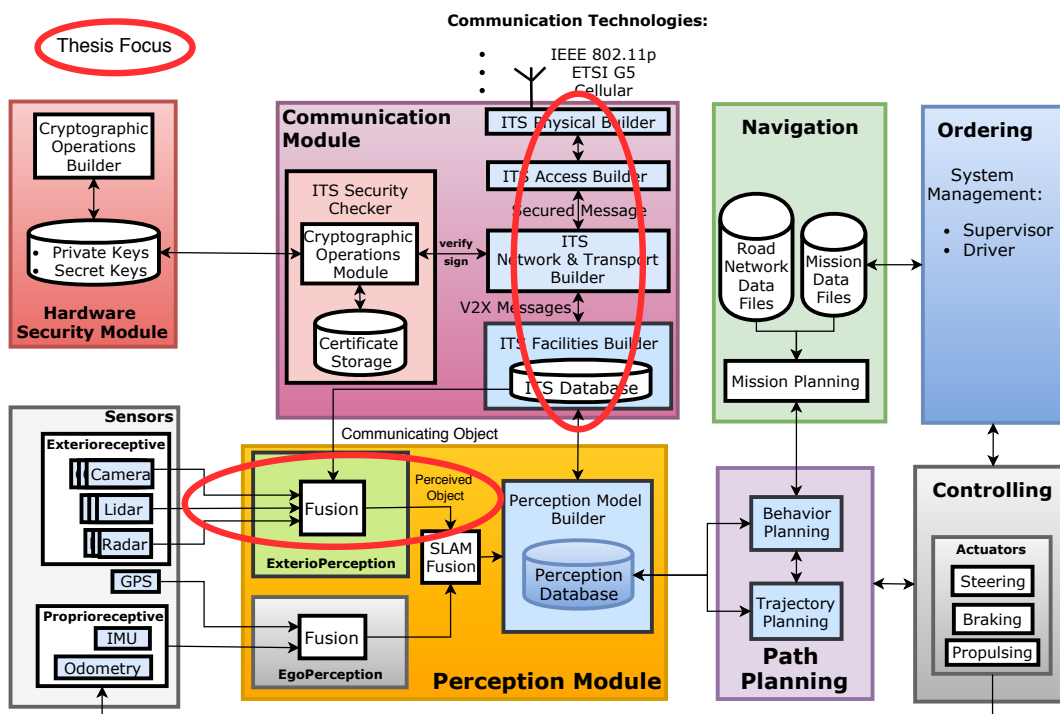 Communication Technologies:
• IEEE 802.11p
• ETSI G5
• Cellular
Thesis Focus
Cryptographic
Operations
Builder
• Private Keys
• Secret Keys
Hardware
Security Module
Communication
Module
ITS Physical Builder
ITS Access Builder
Secured Message
ITS
Network & Transport
Builder
V2X Messages
ITS Facilities Builder
ITS Database
ITS Security
Checker
Cryptographic
Operations
Module
verify
sign
Certificate
Storage
Navigation
Road
Network
Data
Files
Mission
Data
Files
Mission Planning
Ordering
System
Management:
• Supervisor
• Driver
Sensors
Exterioreceptive
Camera
Lidar
Radar
GPS
Proprioreceptive
IMU
Odometry
Communicating Object
Fusion
ExterioPerception
Perceived
Object
SLAM
Fusion
Fusion
EgoPerception
Perception Model
Builder
Perception
Database
Perception Module
Behavior
Planning
Trajectory
Planning
Path
Planning
Controlling
Actuators
Steering
Braking
Propulsing